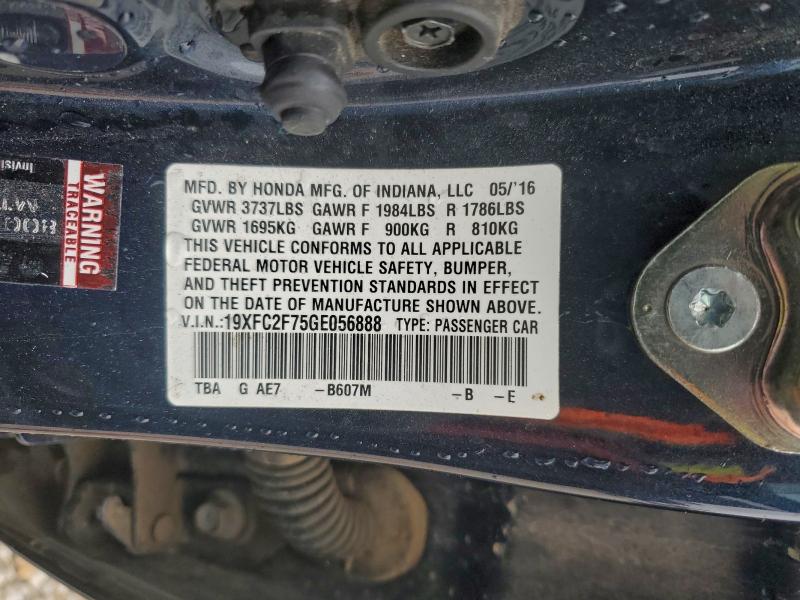 MFD. BY HONDA MFG. OF INDIANA, LLC 05/'16
GVWR 3737LBS GAWR F 1984LBS R 1786LBS
GVWR 1695KG GAWR F 900KG R 810KG
THIS VEHICLE CONFORMS TO ALL APPLICABLE
FEDERAL MOTOR VEHICLE SAFETY, BUMPER,
AND THEFT PREVENTION STANDARDS IN EFFECT
ON THE DATE OF MANUFACTURE SHOWN ABOVE.
V.I.N.:19XFC2F75GE056888 TYPE: PASSENGER CAR
TBA G AE7 -B607M -B -E
WARNING
TRACEABLE
Invisi